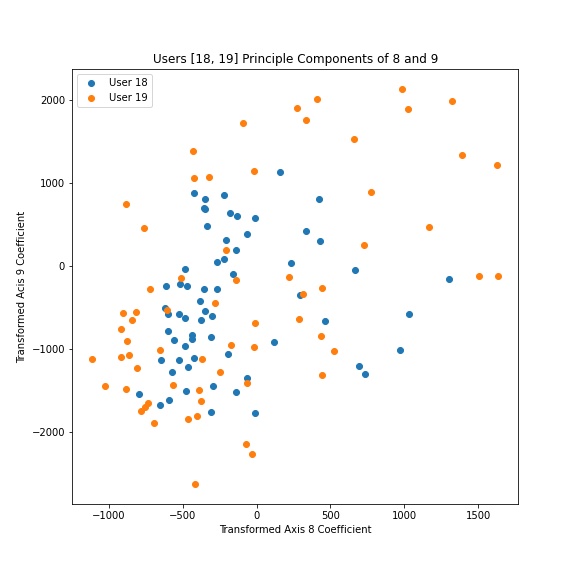 Users [18, 19] Principle Components of 8 and 9
User 18
User 19
Transformed Acis 9 Coefficient
2000
1000
0
−1000
−2000
−1000
−500
0
500
1000
1500
Transformed Axis 8 Coefficient